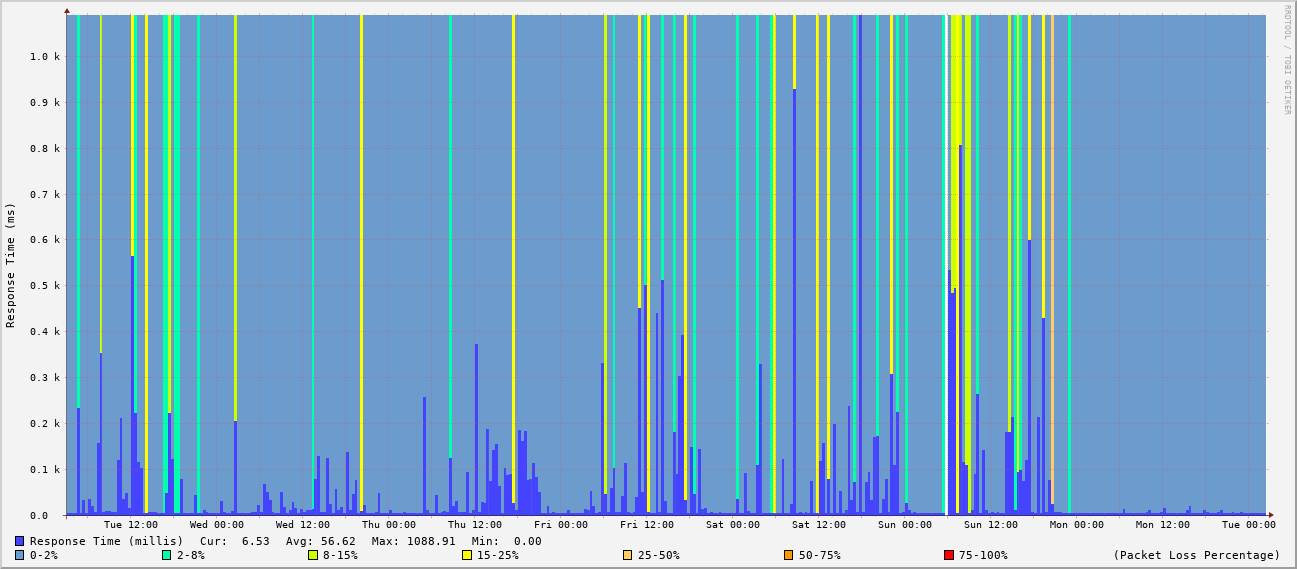 RRDTOOL / TOBI OETIKER
Response Time (ms)
1.0 k
0.9 k
0.8 k
0.7 k
0.6 k
0.5 k
0.4 k
0.3 k
0.2 k
0.1 k
0.0
Tue 12:00 Wed 00:00 Wed 12:00 Thu 00:00 Thu 12:00 Fri 00:00 Fri 12:00 Sat 00:00 Sat 12:00 Sun 00:00 Sun 12:00 Mon 00:00 Mon 12:00 Tue 00:00
Response Time (millis) Cur: 6.53 Avg: 56.62 Max: 1088.91 Min: 0.00
0-2% 2-8% 8-15% 15-25% 25-50% 50-75% 75-100% (Packet Loss Percentage)